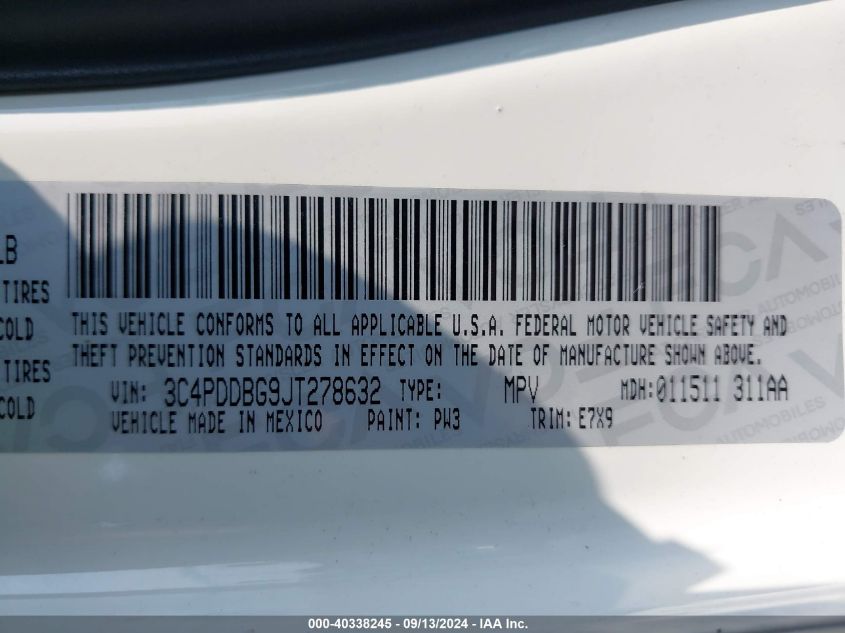 LB
TIRES
COLD
TIRES
COLD
THIS VEHICLE CONFORMS TO ALL APPLICABLE U.S.A. FEDERAL MOTOR VEHICLE SAFETY AND
THEFT PREVENTION STANDARDS IN EFFECT ON THE DATE OF MANUFACTURE SHOWN ABOVE.
VIN: 3C4PDDBG9JT278632 TYPE: MPV MDH:011511 311AA
VEHICLE MADE IN MEXICO PAINT: PW3 TRIM: E7X9
AUTOMOBILES
000-40338245 - 09/13/2024 - IAA Inc.